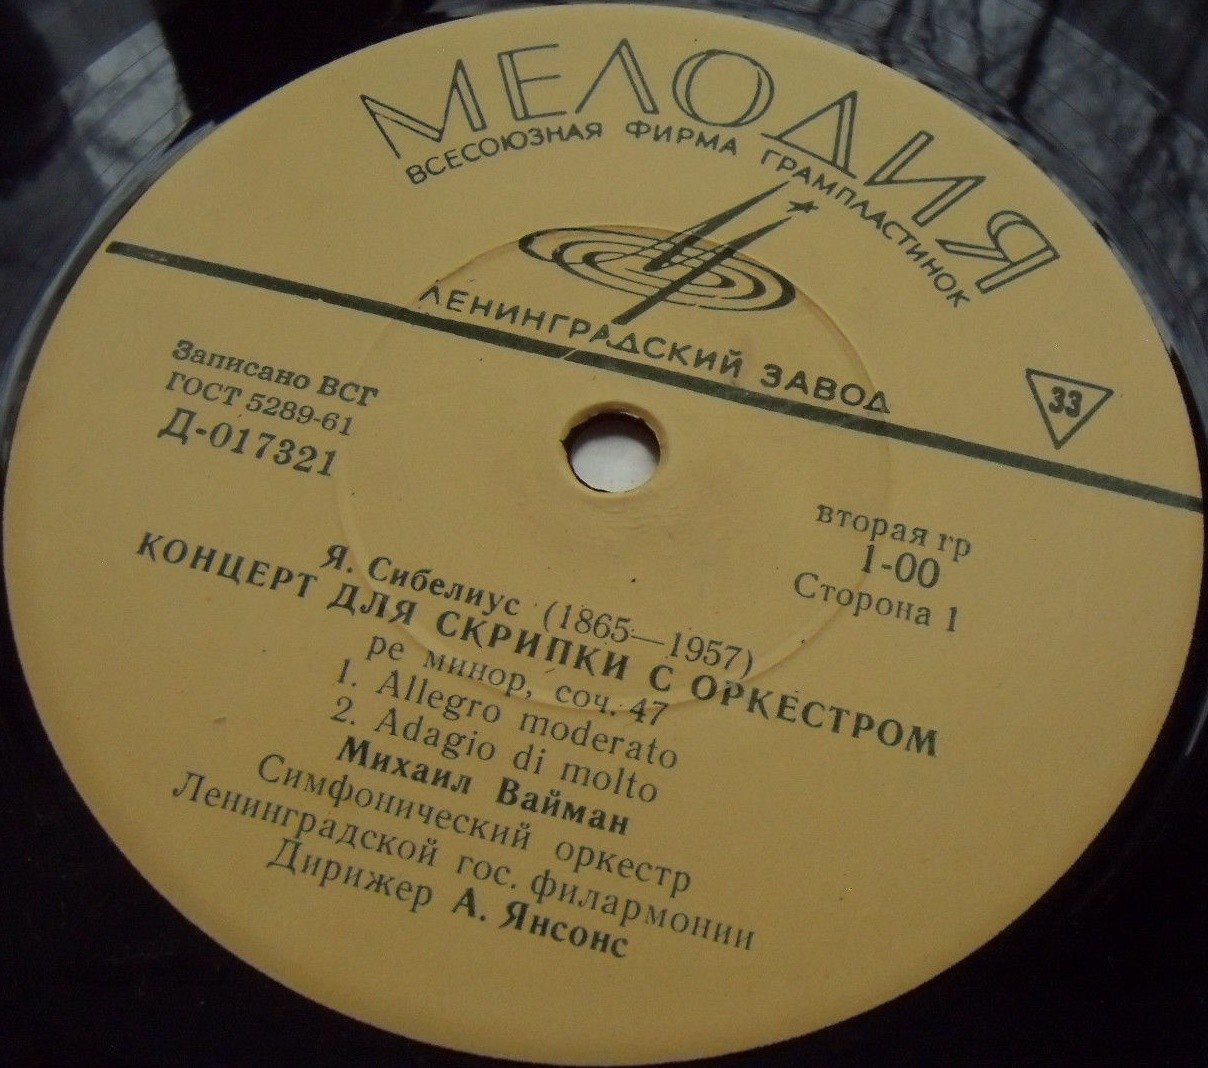 МЕЛОДИЯ
ВСЕСОЮЗНАЯ ФИРМА ГРАМПЛАСТИНОК
ЛЕНИНГРАДСКИЙ ЗАВОД
33
Записано ВСГ
ГОСТ 5289-61
Д-017321
вторая гр
1-00
Сторона 1
Я. Сибелиус (1865—1957)
КОНЦЕРТ ДЛЯ СКРИПКИ С ОРКЕСТРОМ
ре минор, соч. 47
1. Allegro moderato
2. Adagio di molto
Михаил Вайман
Симфонический оркестр
Ленинградской гос. филармонии
Дирижер А. Янсонс